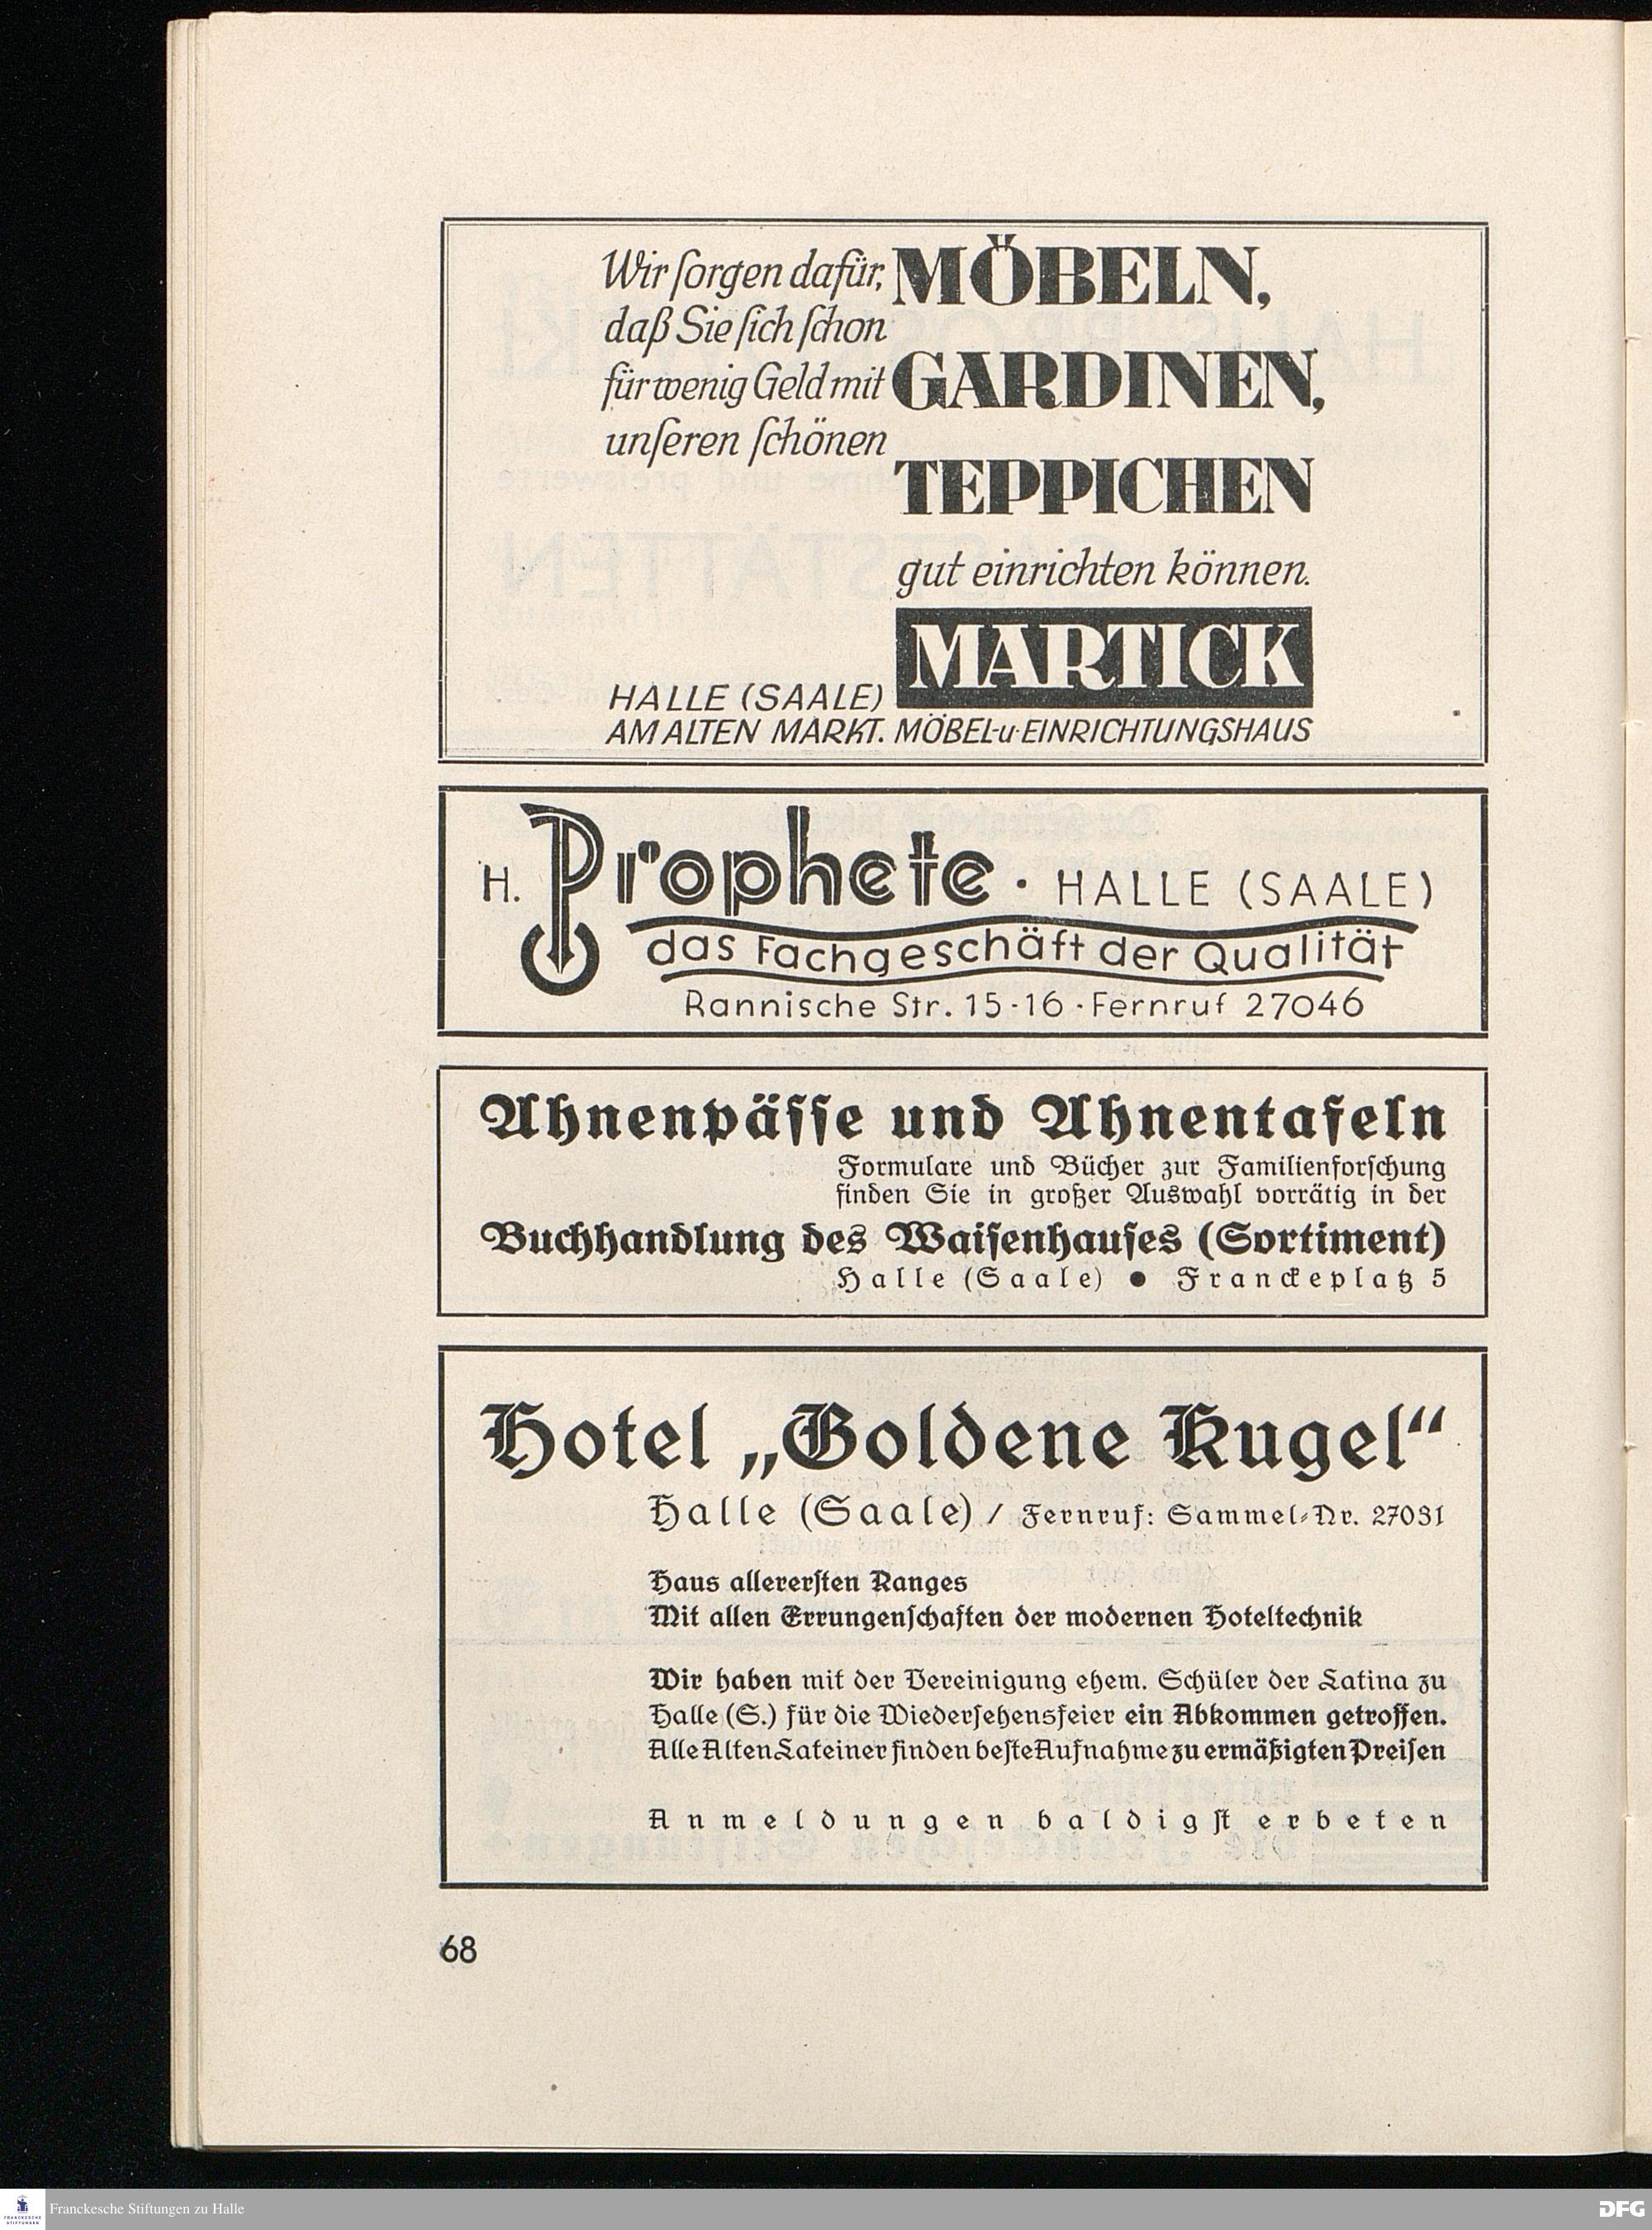 Wir ſorgen dafür,
daß Sie ſich ſchon
für wenig Geld mit
unſeren ſchönen
MÖBELN,
GARDINEN,
TEPPICHEN
gut einrichten können.
MARTICK
HALLE (SAALE)
AM ALTEN MARKT. MÖBEL-u-EINRICHTUNGSHAUS
H. Prophete · HALLE (SAALE)
das Fachgeschäft der Qualität
Rannische Str. 15-16 · Fernruf 27046
Ahnenpäſſe und Ahnentafeln
Formulare und Bücher zur Familienforſchung
finden Sie in großer Auswahl vorrätig in der
Buchhandlung des Waiſenhauſes (Sortiment)
Halle (Saale) ● Franckeplatz 5
Hotel „Goldene Kugel“
Halle (Saale) / Fernruf: Sammel-Nr. 27031
Haus allererſten Ranges
Mit allen Errungenſchaften der modernen Hoteltechnik
Wir haben mit der Vereinigung ehem. Schüler der Latina zu
Halle (S.) für die Wiederſehensfeier ein Abkommen getroffen.
Alle Alten Lateiner finden beſte Aufnahme zu ermäßigten Preiſen
Anmeldungen baldigſt erbeten
68
Franckesche Stiftungen zu Halle
FRANCKESCHE
STIFTUNGEN
DFG